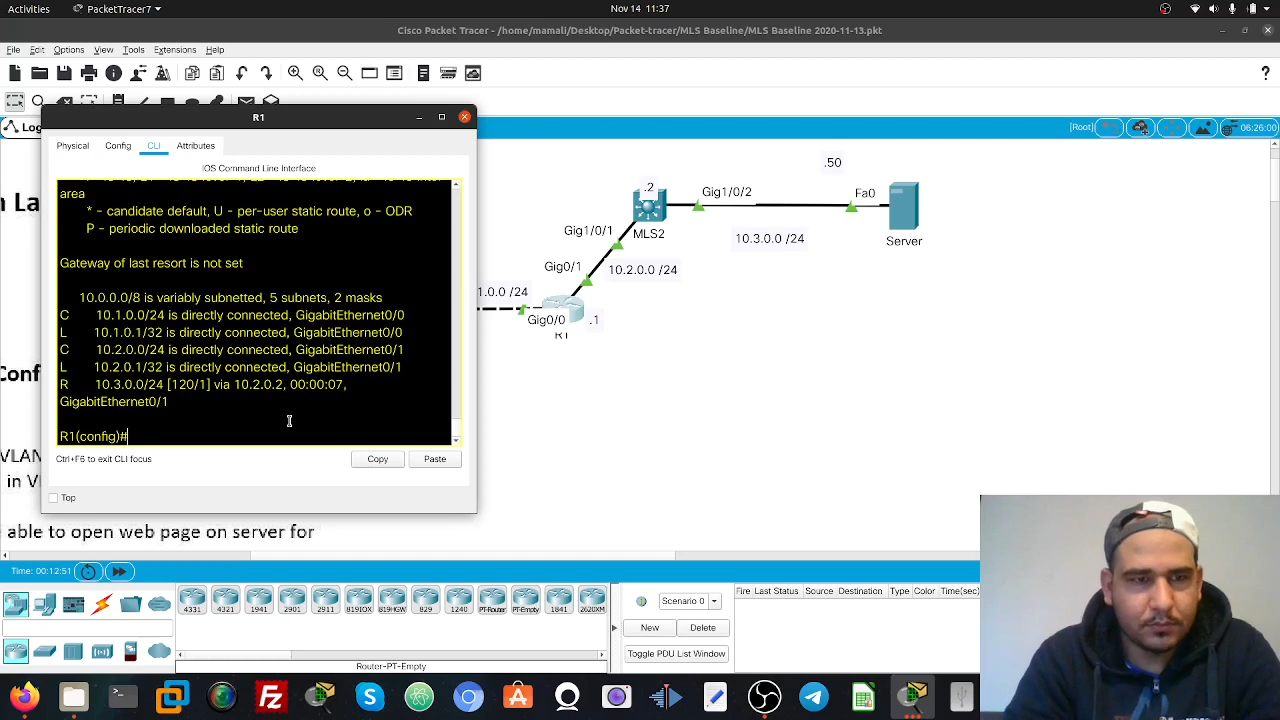 Activities
PacketTracer7
Nov 14 11:37
Cisco Packet Tracer - /home/mamali/Desktop/Packet-tracer/MLS Baseline/MLS Baseline 2020-11-13.pkt
File Edit Options View Tools Extensions Help
?
Log
[Root]
06:26:00
R1
Physical Config CLI Attributes
IOS Command Line Interface
area
* - candidate default, U - per-user static route, o - ODR
P - periodic downloaded static route
Gateway of last resort is not set
10.0.0.0/8 is variably subnetted, 5 subnets, 2 masks
C 10.1.0.0/24 is directly connected, GigabitEthernet0/0
L 10.1.0.1/32 is directly connected, GigabitEthernet0/0
C 10.2.0.0/24 is directly connected, GigabitEthernet0/1
L 10.2.0.1/32 is directly connected, GigabitEthernet0/1
R 10.3.0.0/24 [120/1] via 10.2.0.2, 00:00:07,
GigabitEthernet0/1
R1(config)#
Ctrl+F6 to exit CLI focus
Copy
Paste
Top
.50
.2
Gig1/0/2
Fa0
Gig1/0/1
MLS2
10.3.0.0 /24
Server
Gig0/1
10.2.0.0 /24
1.0.0 /24
Gig0/0
.1
R1
n La
Conf
VLAN
in V
able to open web page on server for
Time: 00:12:51
4331 4321 1941 2901 2911 819IOX 819HGW 829 1240 PT-Router PT-Empty 1841 2620XM
Router-PT-Empty
Scenario 0
New
Delete
Toggle PDU List Window
Fire Last Status Source Destination Type Color Time(sec)